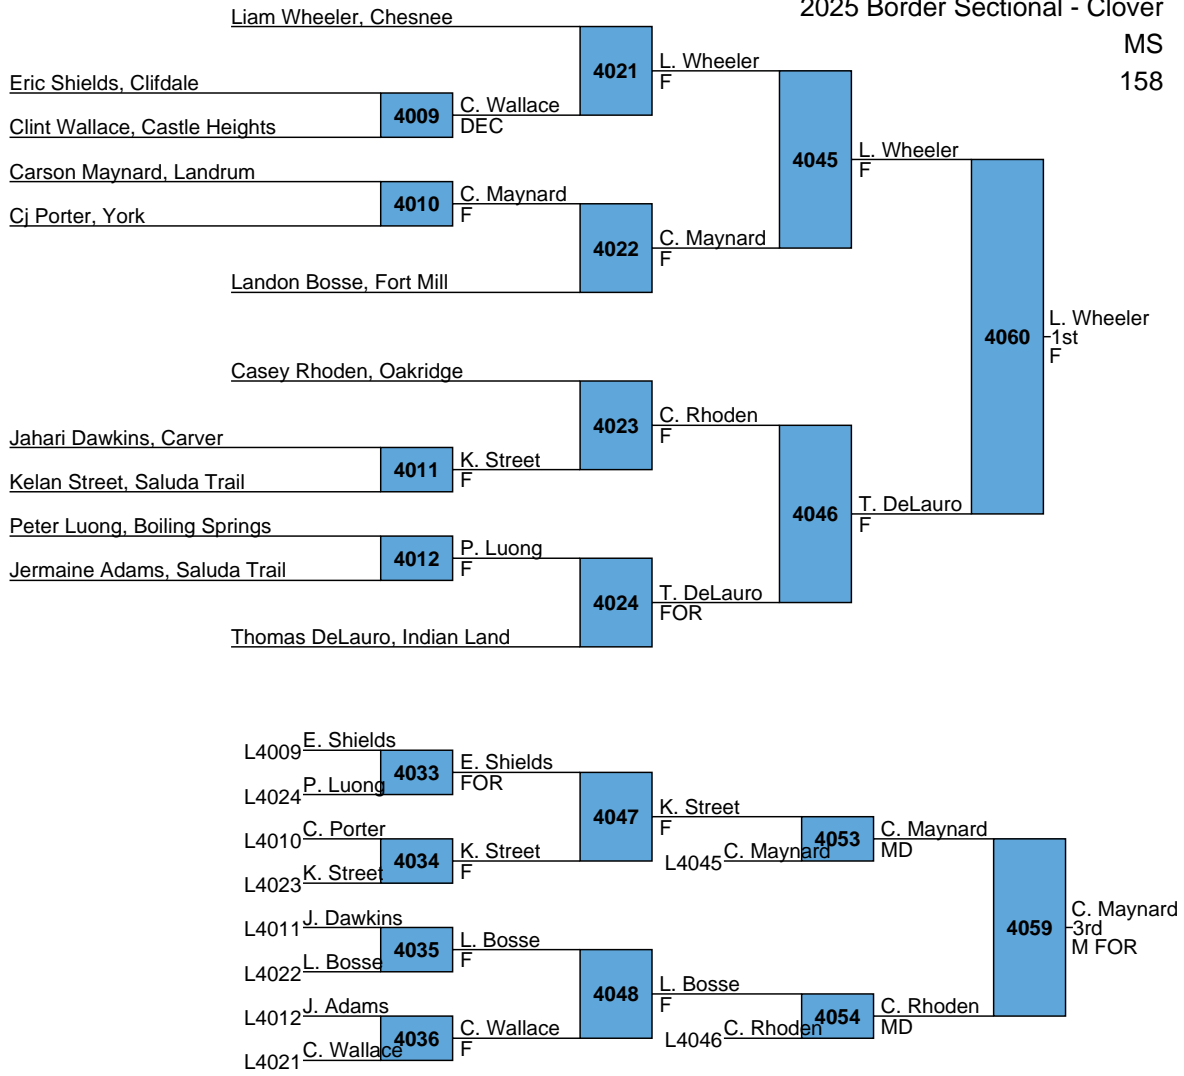 2025 Border Sectional - Clover
MS
158
Liam Wheeler, Chesnee
4021
L. Wheeler
F
Eric Shields, Clifdale
4009
C. Wallace
DEC
Clint Wallace, Castle Heights
4045
L. Wheeler
F
Carson Maynard, Landrum
4010
C. Maynard
F
Cj Porter, York
4022
C. Maynard
F
Landon Bosse, Fort Mill
4060
L. Wheeler
1st
F
Casey Rhoden, Oakridge
4023
C. Rhoden
F
Jahari Dawkins, Carver
4011
K. Street
F
Kelan Street, Saluda Trail
4046
T. DeLauro
F
Peter Luong, Boiling Springs
4012
P. Luong
F
Jermaine Adams, Saluda Trail
4024
T. DeLauro
FOR
Thomas DeLauro, Indian Land
L4009 E. Shields
4033
E. Shields
FOR
L4024 P. Luong
4047
K. Street
F
L4010 C. Porter
4034
K. Street
F
L4023 K. Street
4053
C. Maynard
MD
L4045 C. Maynard
L4011 J. Dawkins
4035
L. Bosse
F
L4022 L. Bosse
4059
C. Maynard
3rd
M FOR
4048
L. Bosse
F
L4012 J. Adams
4036
C. Wallace
F
L4021 C. Wallace
4054
C. Rhoden
MD
L4046 C. Rhoden